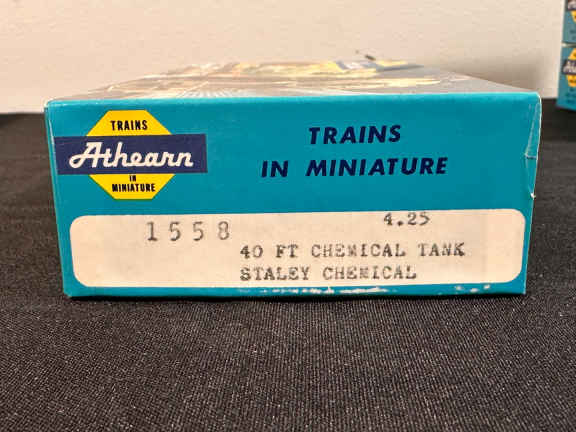 TRAINS
Athearn
IN
MINIATURE
TRAINS
IN MINIATURE
1558
4.25
40 FT CHEMICAL TANK
STALEY CHEMICAL